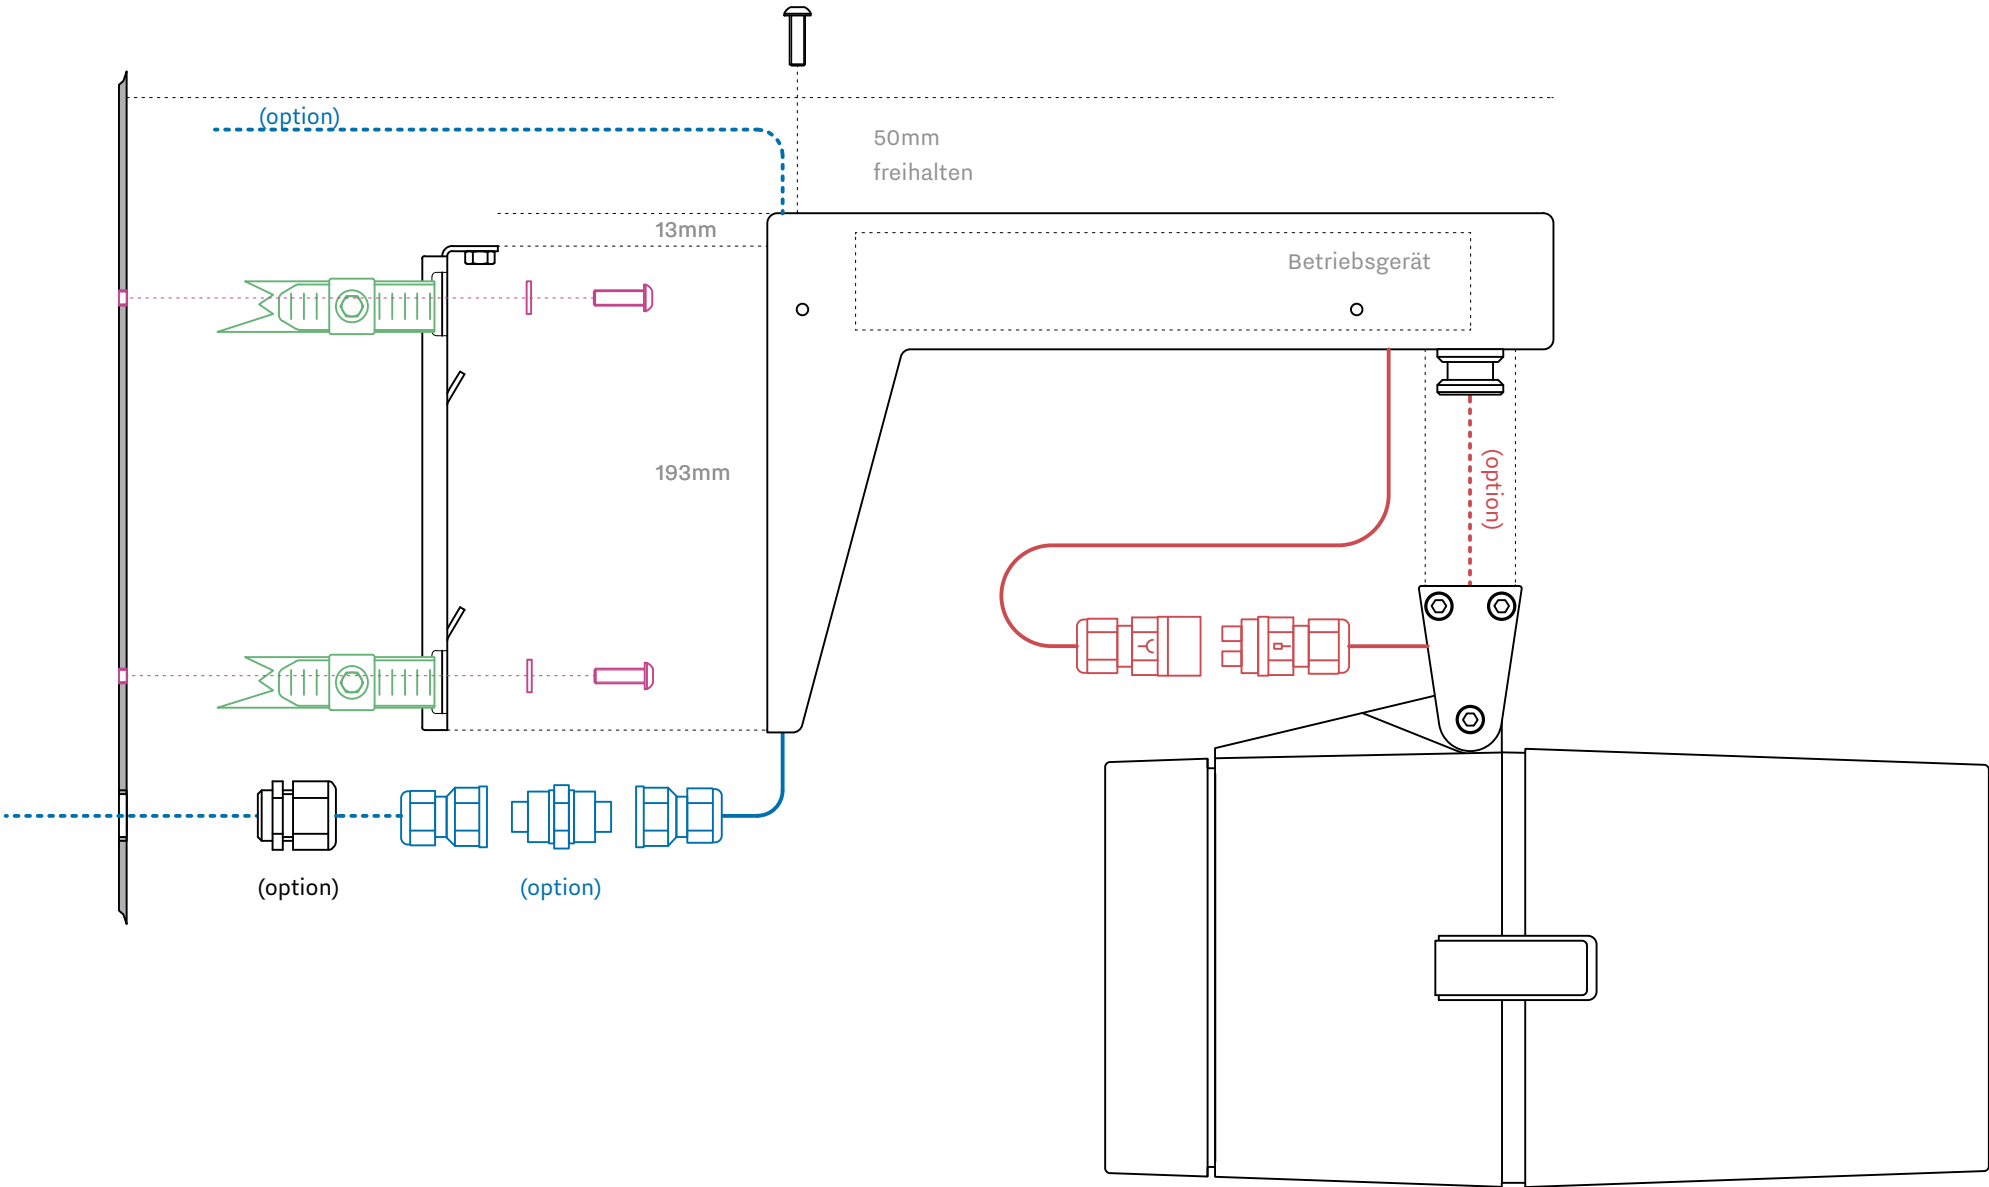 (option)
50mm
freihalten
13mm
Betriebsgerät
193mm
(option)
(option)
(option)